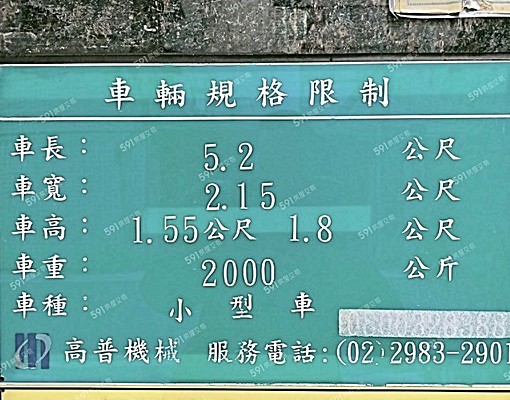 車輛規格限制
車長： 5.2 公尺
車寬： 2.15 公尺
車高： 1.55公尺 1.8 公尺
車重： 2000 公斤
車種： 小型車
高普機械 服務電話:(02)2983-2901